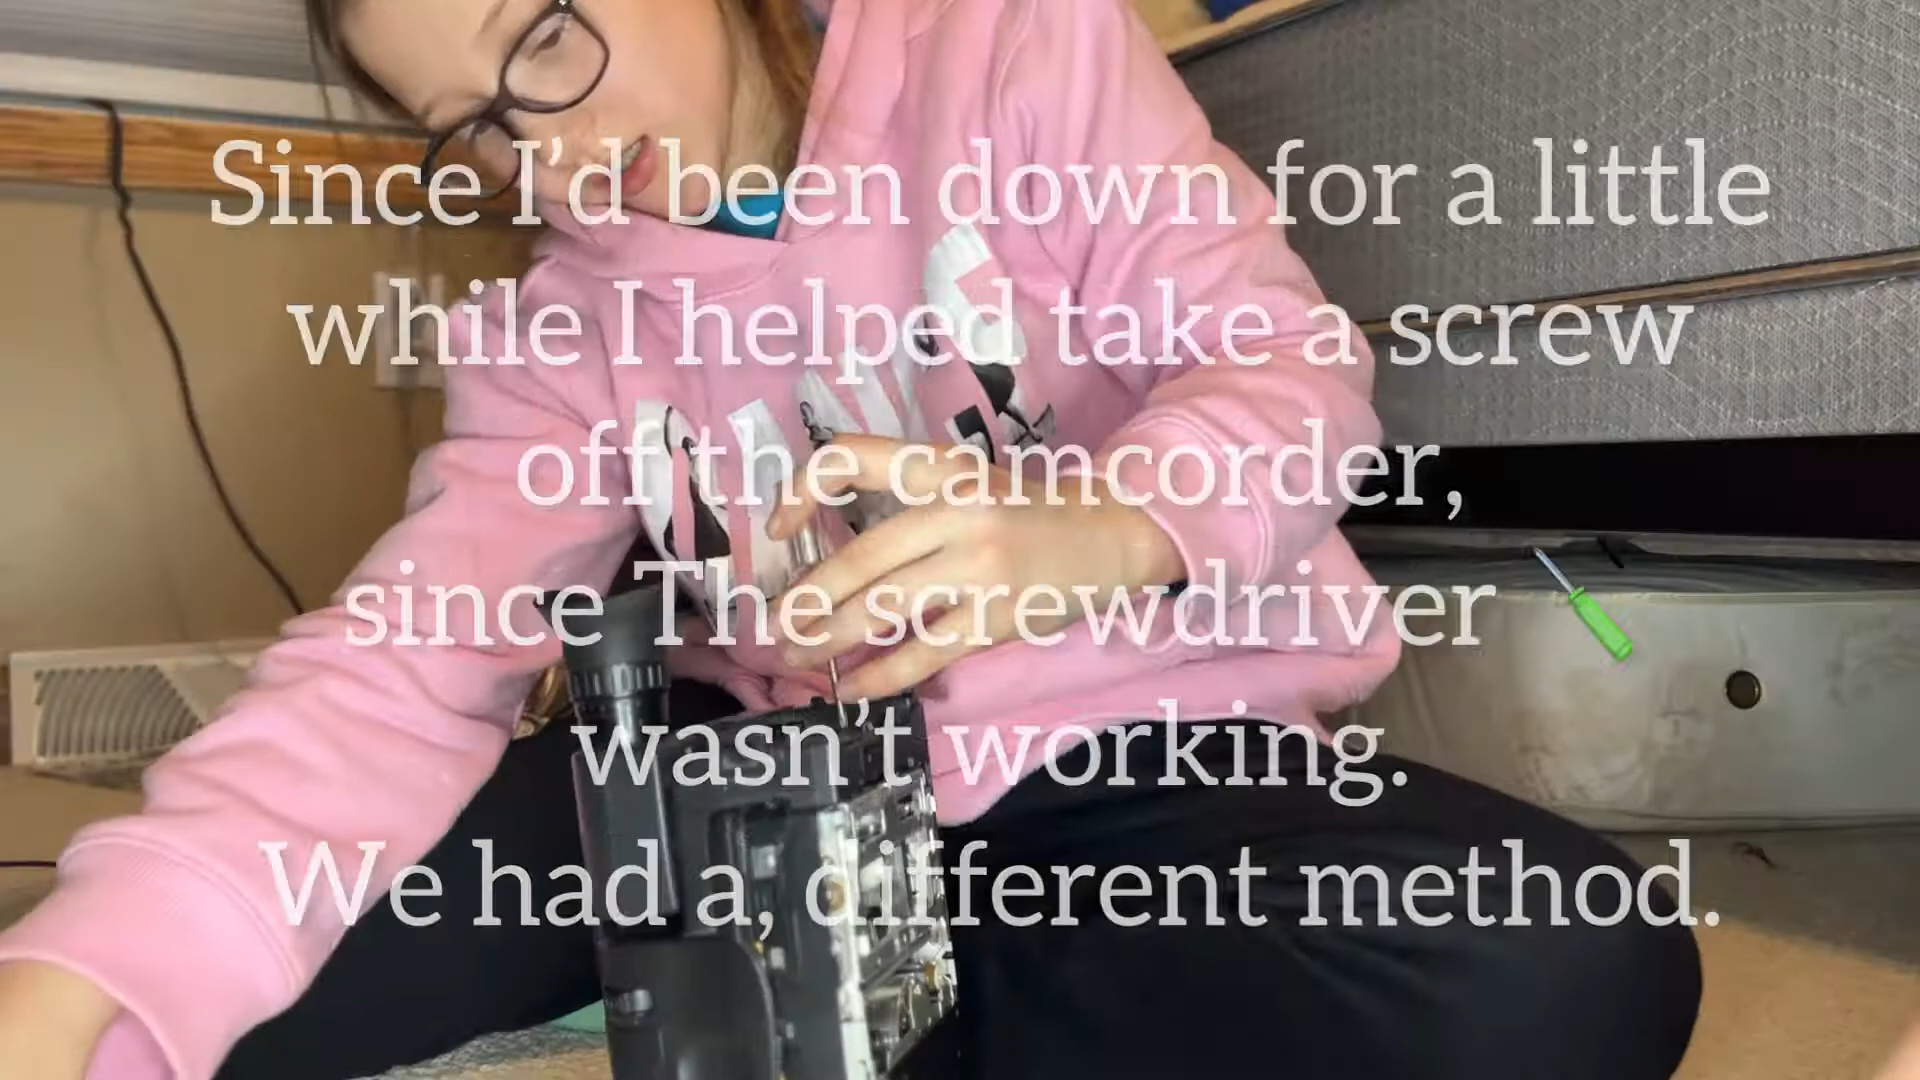 Since I’d been down for a little
while I helped take a screw
off the camcorder,
since The screwdriver
wasn’t working.
We had a, different method.